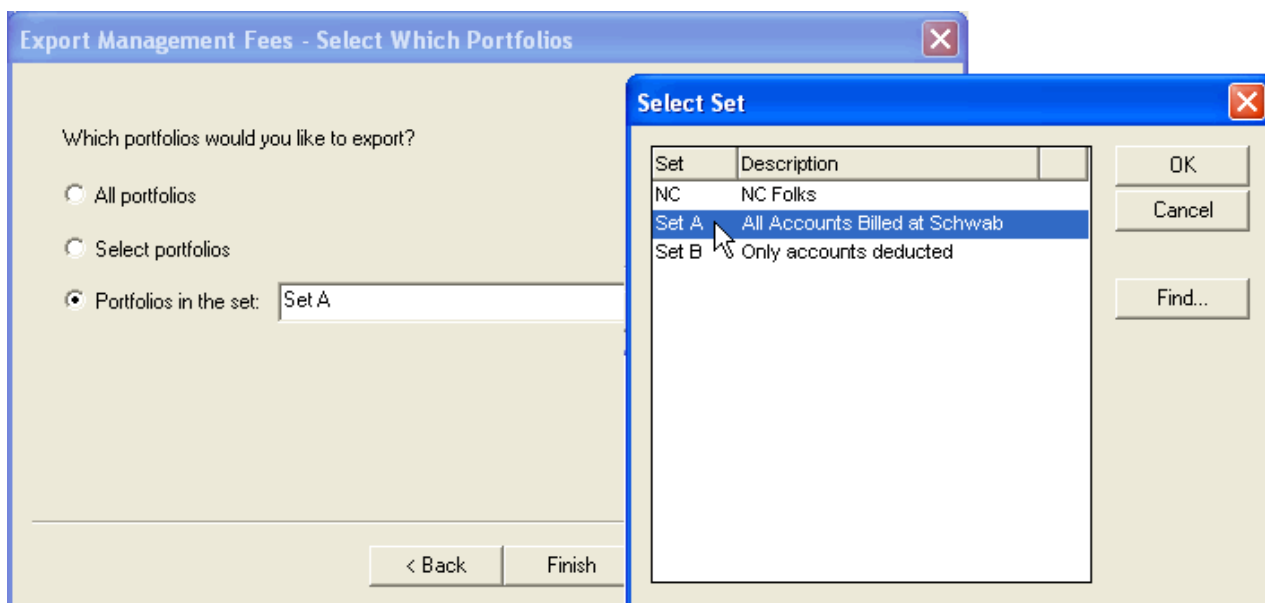 Export Management Fees - Select Which Portfolios
Which portfolios would you like to export?
All portfolios
Select portfolios
Portfolios in the set: Set A
< Back Finish
Select Set
Set Description
NC NC Folks
Set A All Accounts Billed at Schwab
Set B Only accounts deducted
OK
Cancel
Find...